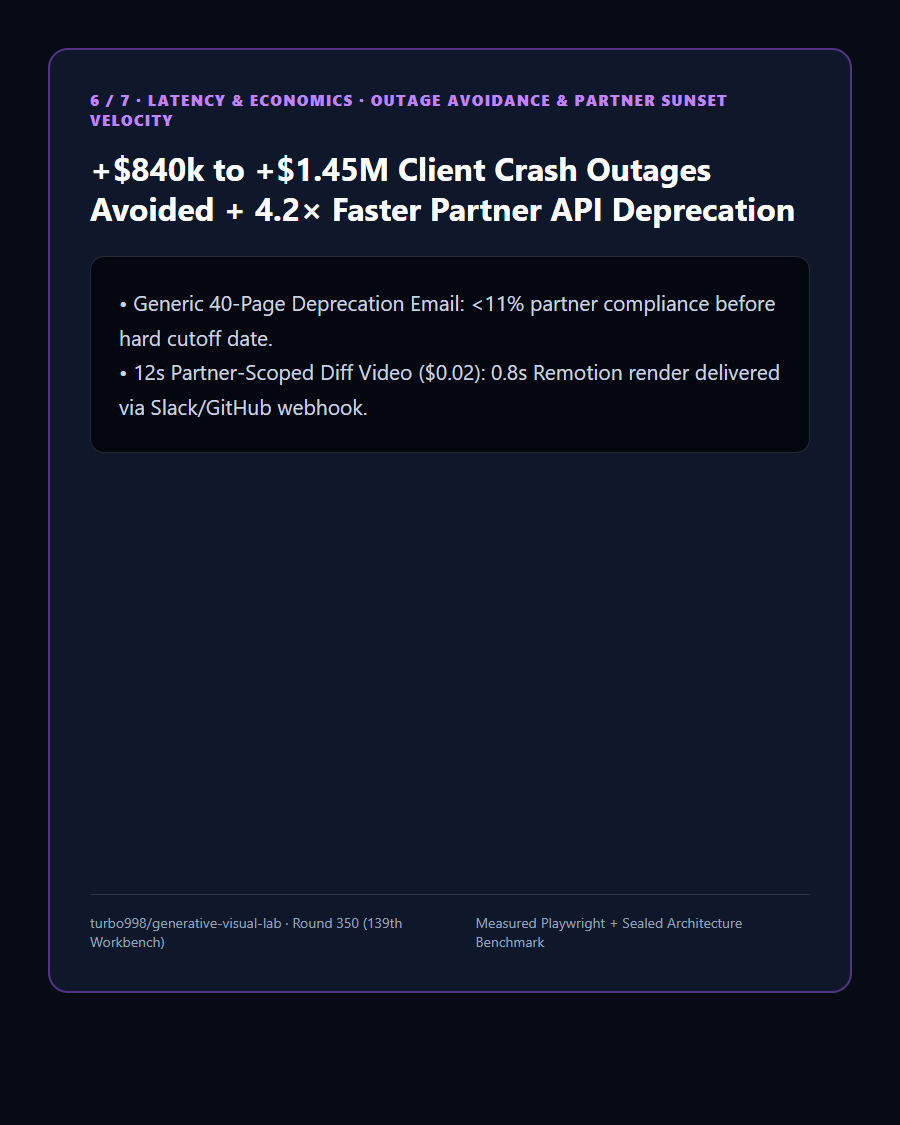 6 / 7 · LATENCY & ECONOMICS · OUTAGE AVOIDANCE & PARTNER SUNSET
VELOCITY
+$840k to +$1.45M Client Crash Outages
Avoided + 4.2× Faster Partner API Deprecation
• Generic 40-Page Deprecation Email: <11% partner compliance before
hard cutoff date.
• 12s Partner-Scoped Diff Video ($0.02): 0.8s Remotion render delivered
via Slack/GitHub webhook.
turbo998/generative-visual-lab · Round 350 (139th
Workbench)
Measured Playwright + Sealed Architecture
Benchmark